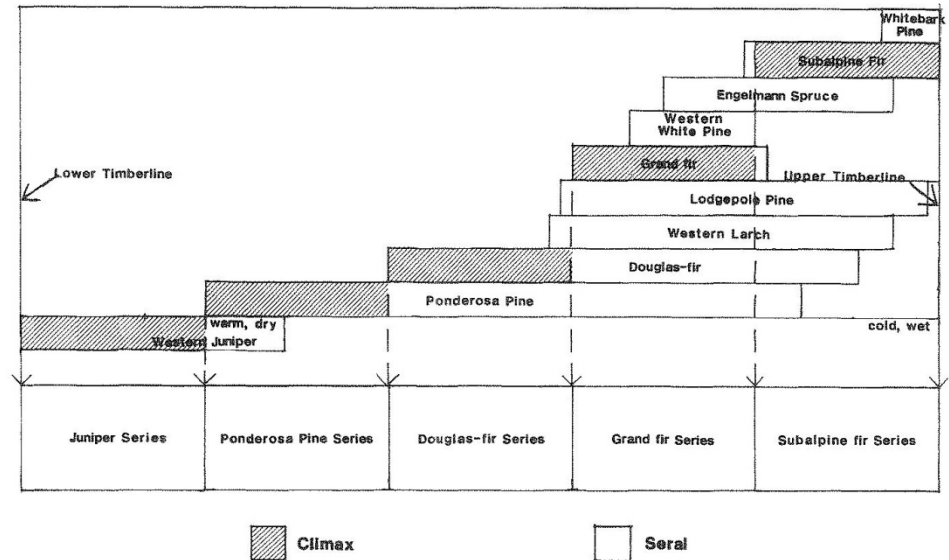 Whitebark
Pine
Subalpine Fir
Engelmann Spruce
Western
White Pine
Grand fir
Lower Timberline
Upper Timberline
Lodgepole Pine
Western Larch
Douglas-fir
Ponderosa Pine
warm, dry
cold, wet
Western Juniper
Juniper Series
Ponderosa Pine Series
Douglas-fir Series
Grand fir Series
Subalpine fir Series
Climax
Seral